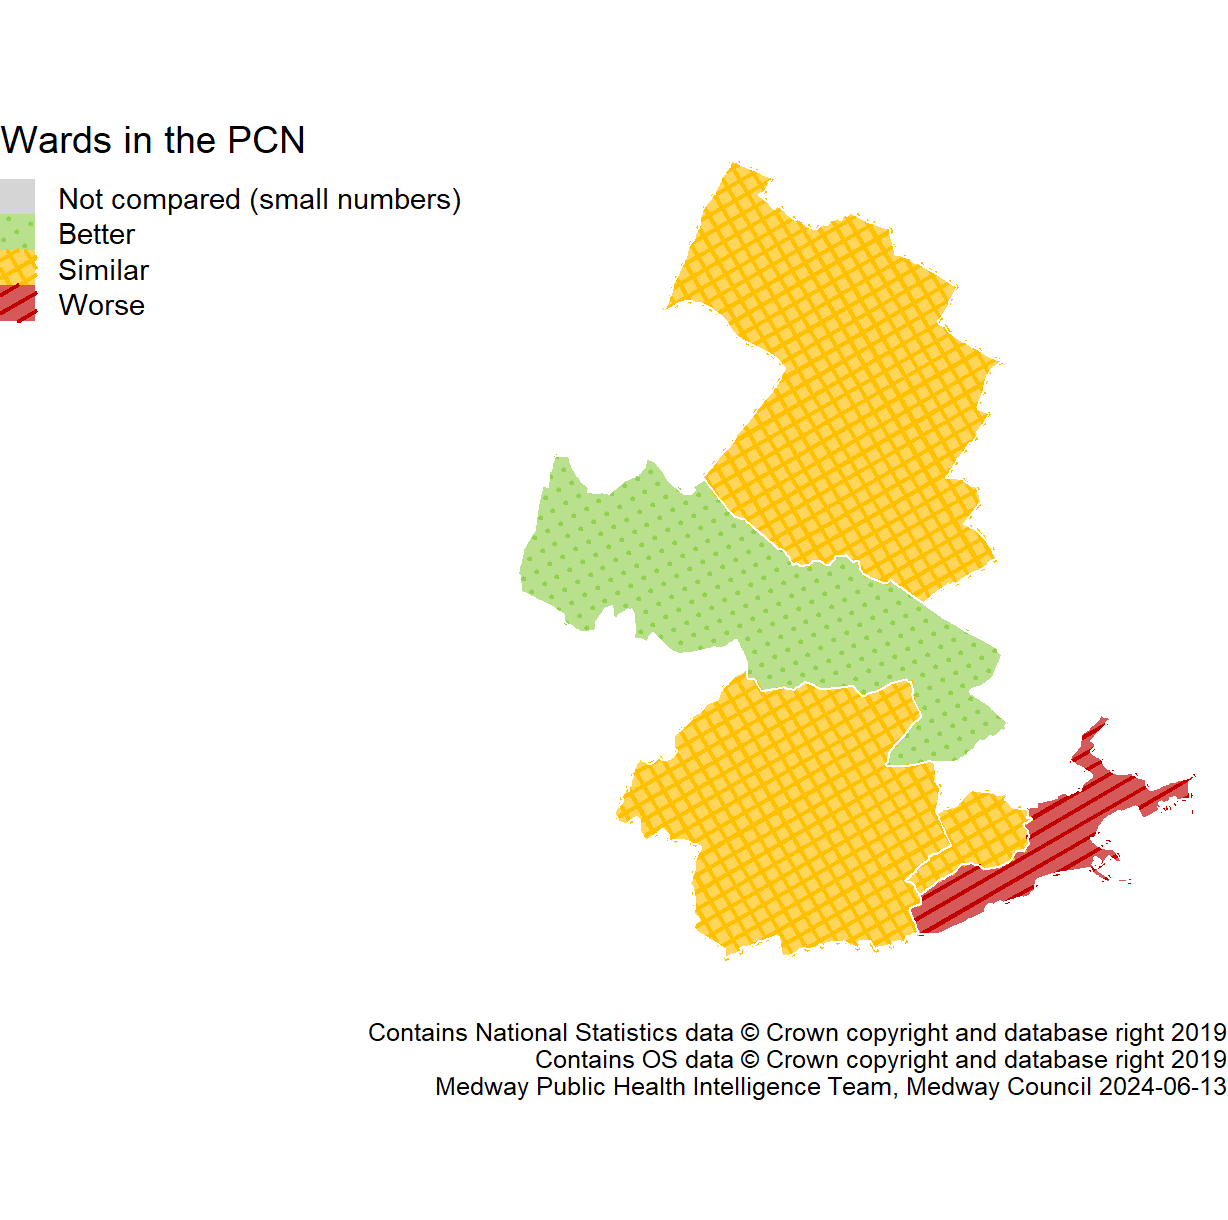 Wards in the PCN
Not compared (small numbers)
Better
Similar
Worse
Contains National Statistics data © Crown copyright and database right 2019
Contains OS data © Crown copyright and database right 2019
Medway Public Health Intelligence Team, Medway Council 2024-06-13